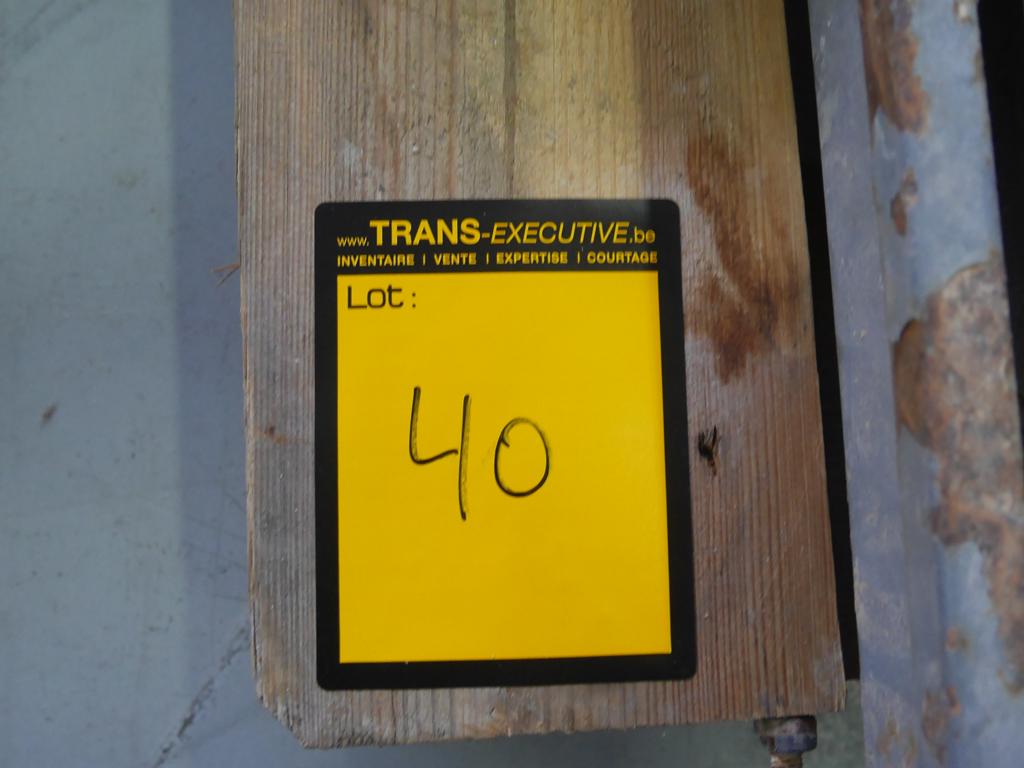 www.TRANS-EXECUTIVE.be
INVENTAIRE | VENTE | EXPERTISE | COURTAGE
Lot:
40